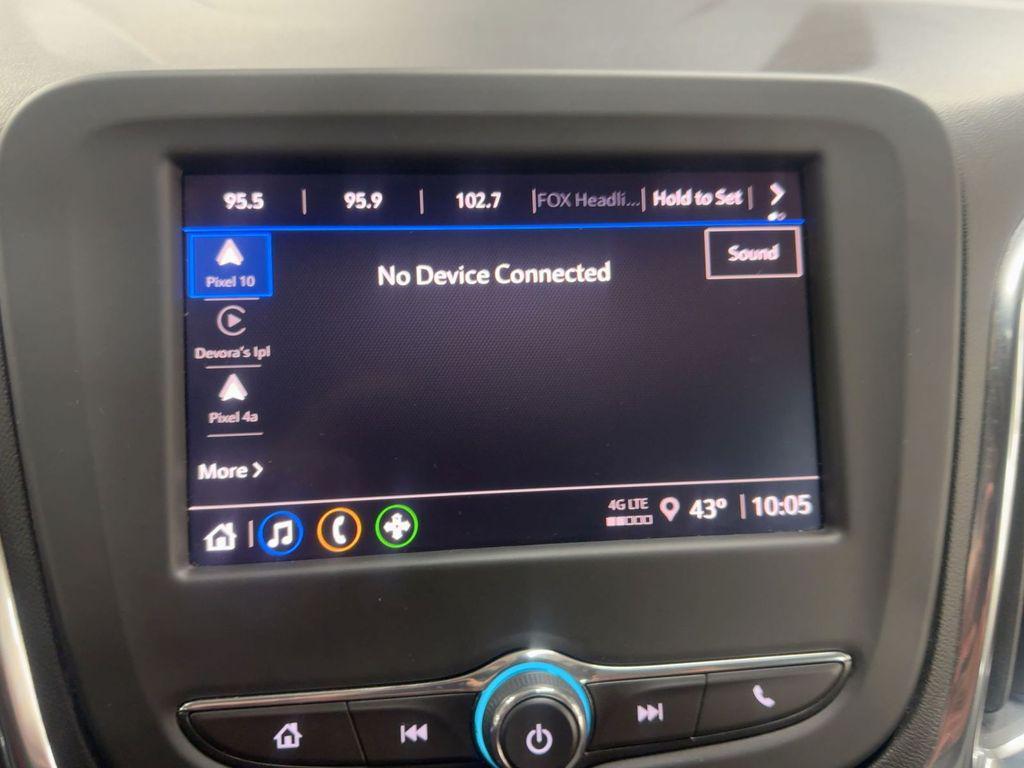 95.5 | 95.9 | 102.7 | FOX Headli... | Hold to Set |
Pixel 10
No Device Connected
Sound
Devora's Ipl
Pixel 4a
More >
4G LTE
43° | 10:05